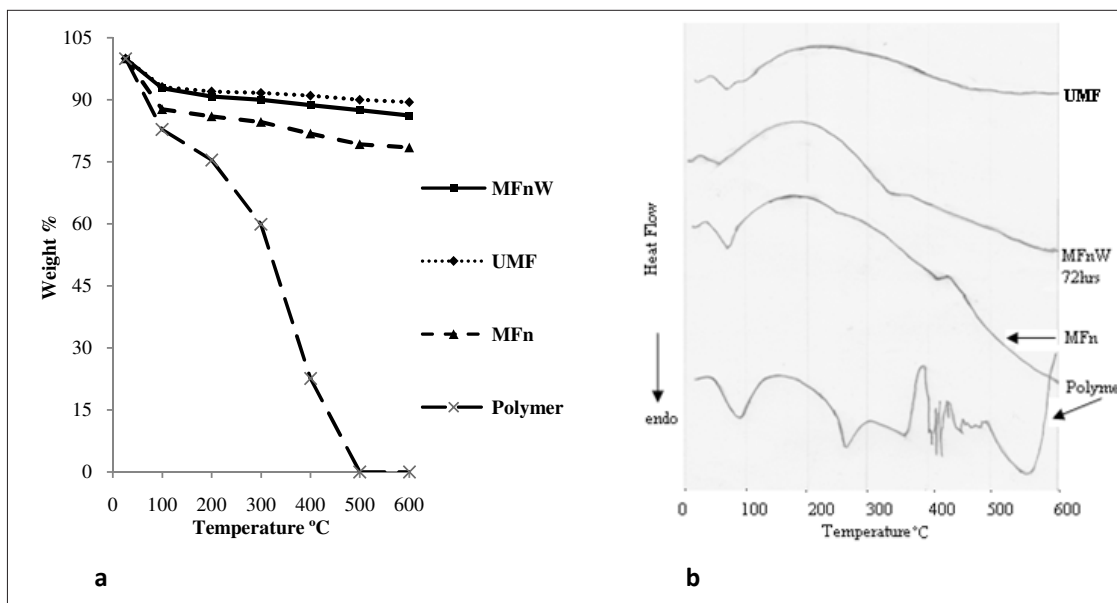 105
90
75
60
45
30
15
0
Weight %
0 100 200 300 400 500 600
Temperature ºC
MFnW
UMF
MFn
Polymer
a
Heat Flow
endo
UMF
MFnW
72hrs
MFn
Polymer
0 100 200 300 400 500 600
Temperature°C
b